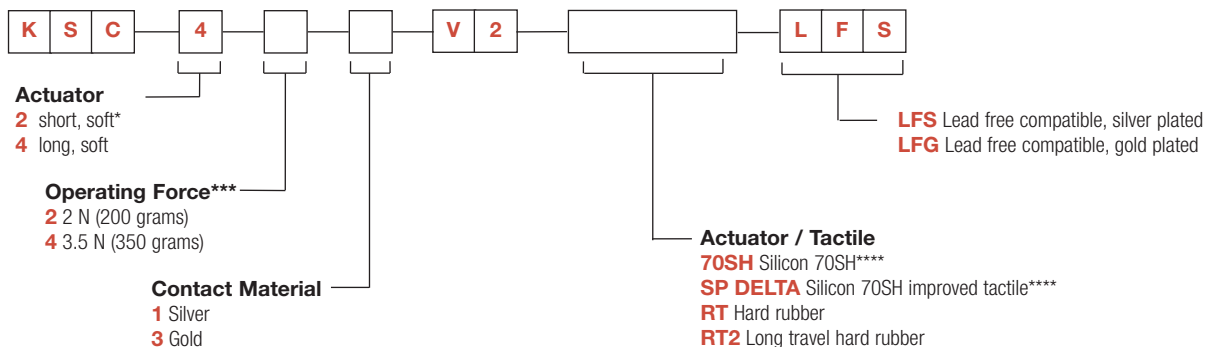 K S C 4 V 2 L F S
Actuator
2 short, soft*
4 long, soft
LFS Lead free compatible, silver plated
LFG Lead free compatible, gold plated
Operating Force***
2 2 N (200 grams)
4 3.5 N (350 grams)
Actuator / Tactile
70SH Silicon 70SH****
SP DELTA Silicon 70SH improved tactile****
RT Hard rubber
RT2 Long travel hard rubber
Contact Material
1 Silver
3 Gold